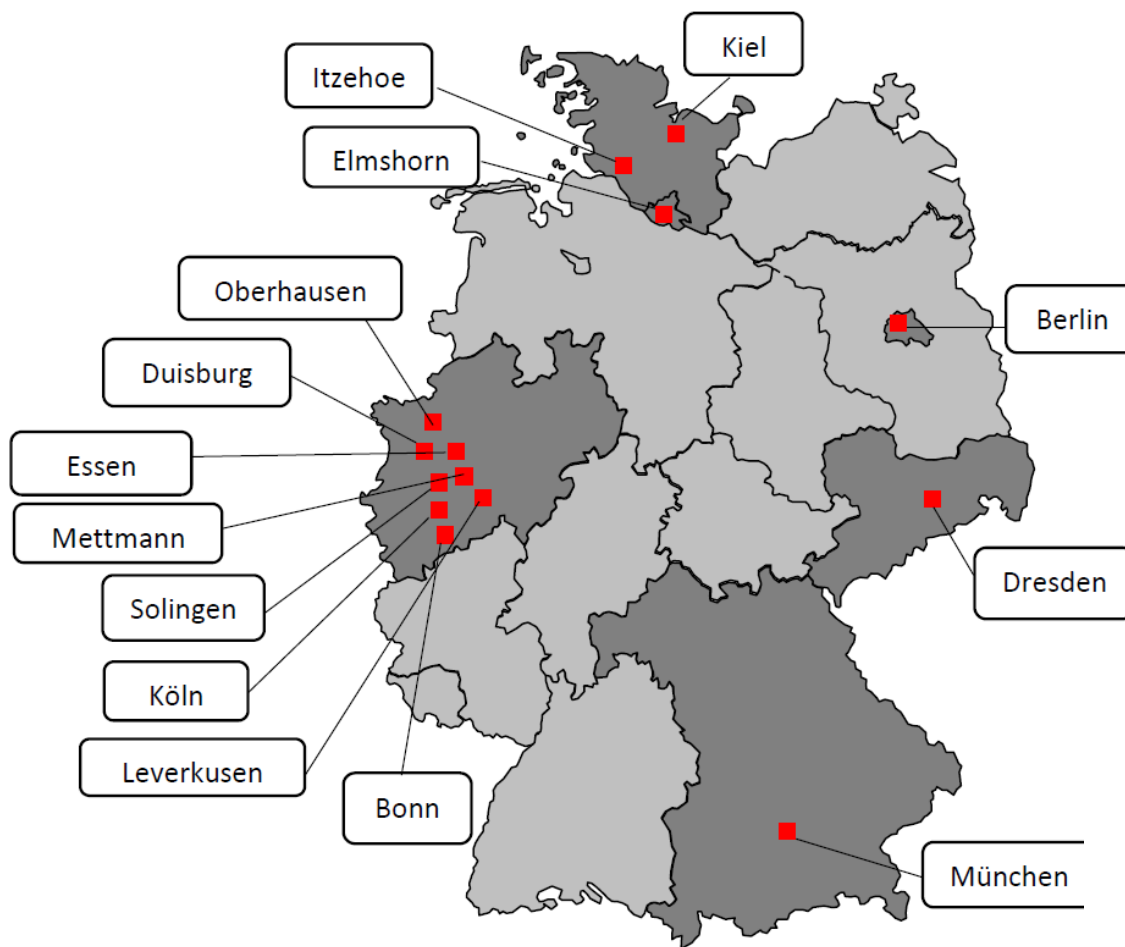 Kiel
Itzehoe
Elmshorn
Oberhausen
Berlin
Duisburg
Essen
Mettmann
Dresden
Solingen
Köln
Leverkusen
Bonn
München